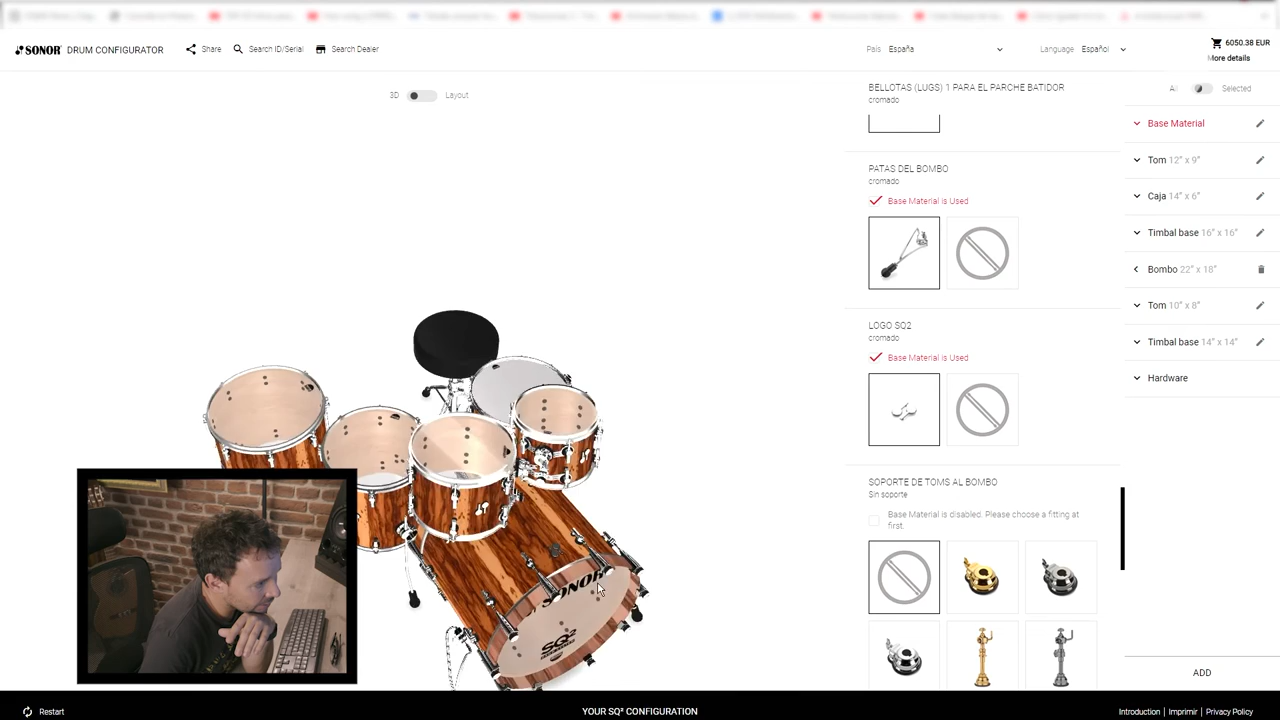 SONOR DRUM CONFIGURATOR
Share
Search ID/Serial
Search Dealer
País España
Language Español
6050.38 EUR
More details
3D
Layout
Selected
BELLOTAS (LUGS) 1 PARA EL PARCHE BATIDOR
cromado
PATAS DEL BOMBO
cromado
Base Material is Used
LOGO SQ2
cromado
Base Material is Used
SOPORTE DE TOMS AL BOMBO
Sin soporte
Base Material is disabled. Please choose a fitting at
first.
Base Material
Tom 12" x 9"
Caja 14" x 6"
Timbal base 16" x 16"
Bombo 22" x 18"
Tom 10" x 8"
Timbal base 14" x 14"
Hardware
ADD
SONOR
SQ2
Restart
YOUR SQ² CONFIGURATION
Introduction | Imprimir | Privacy Policy